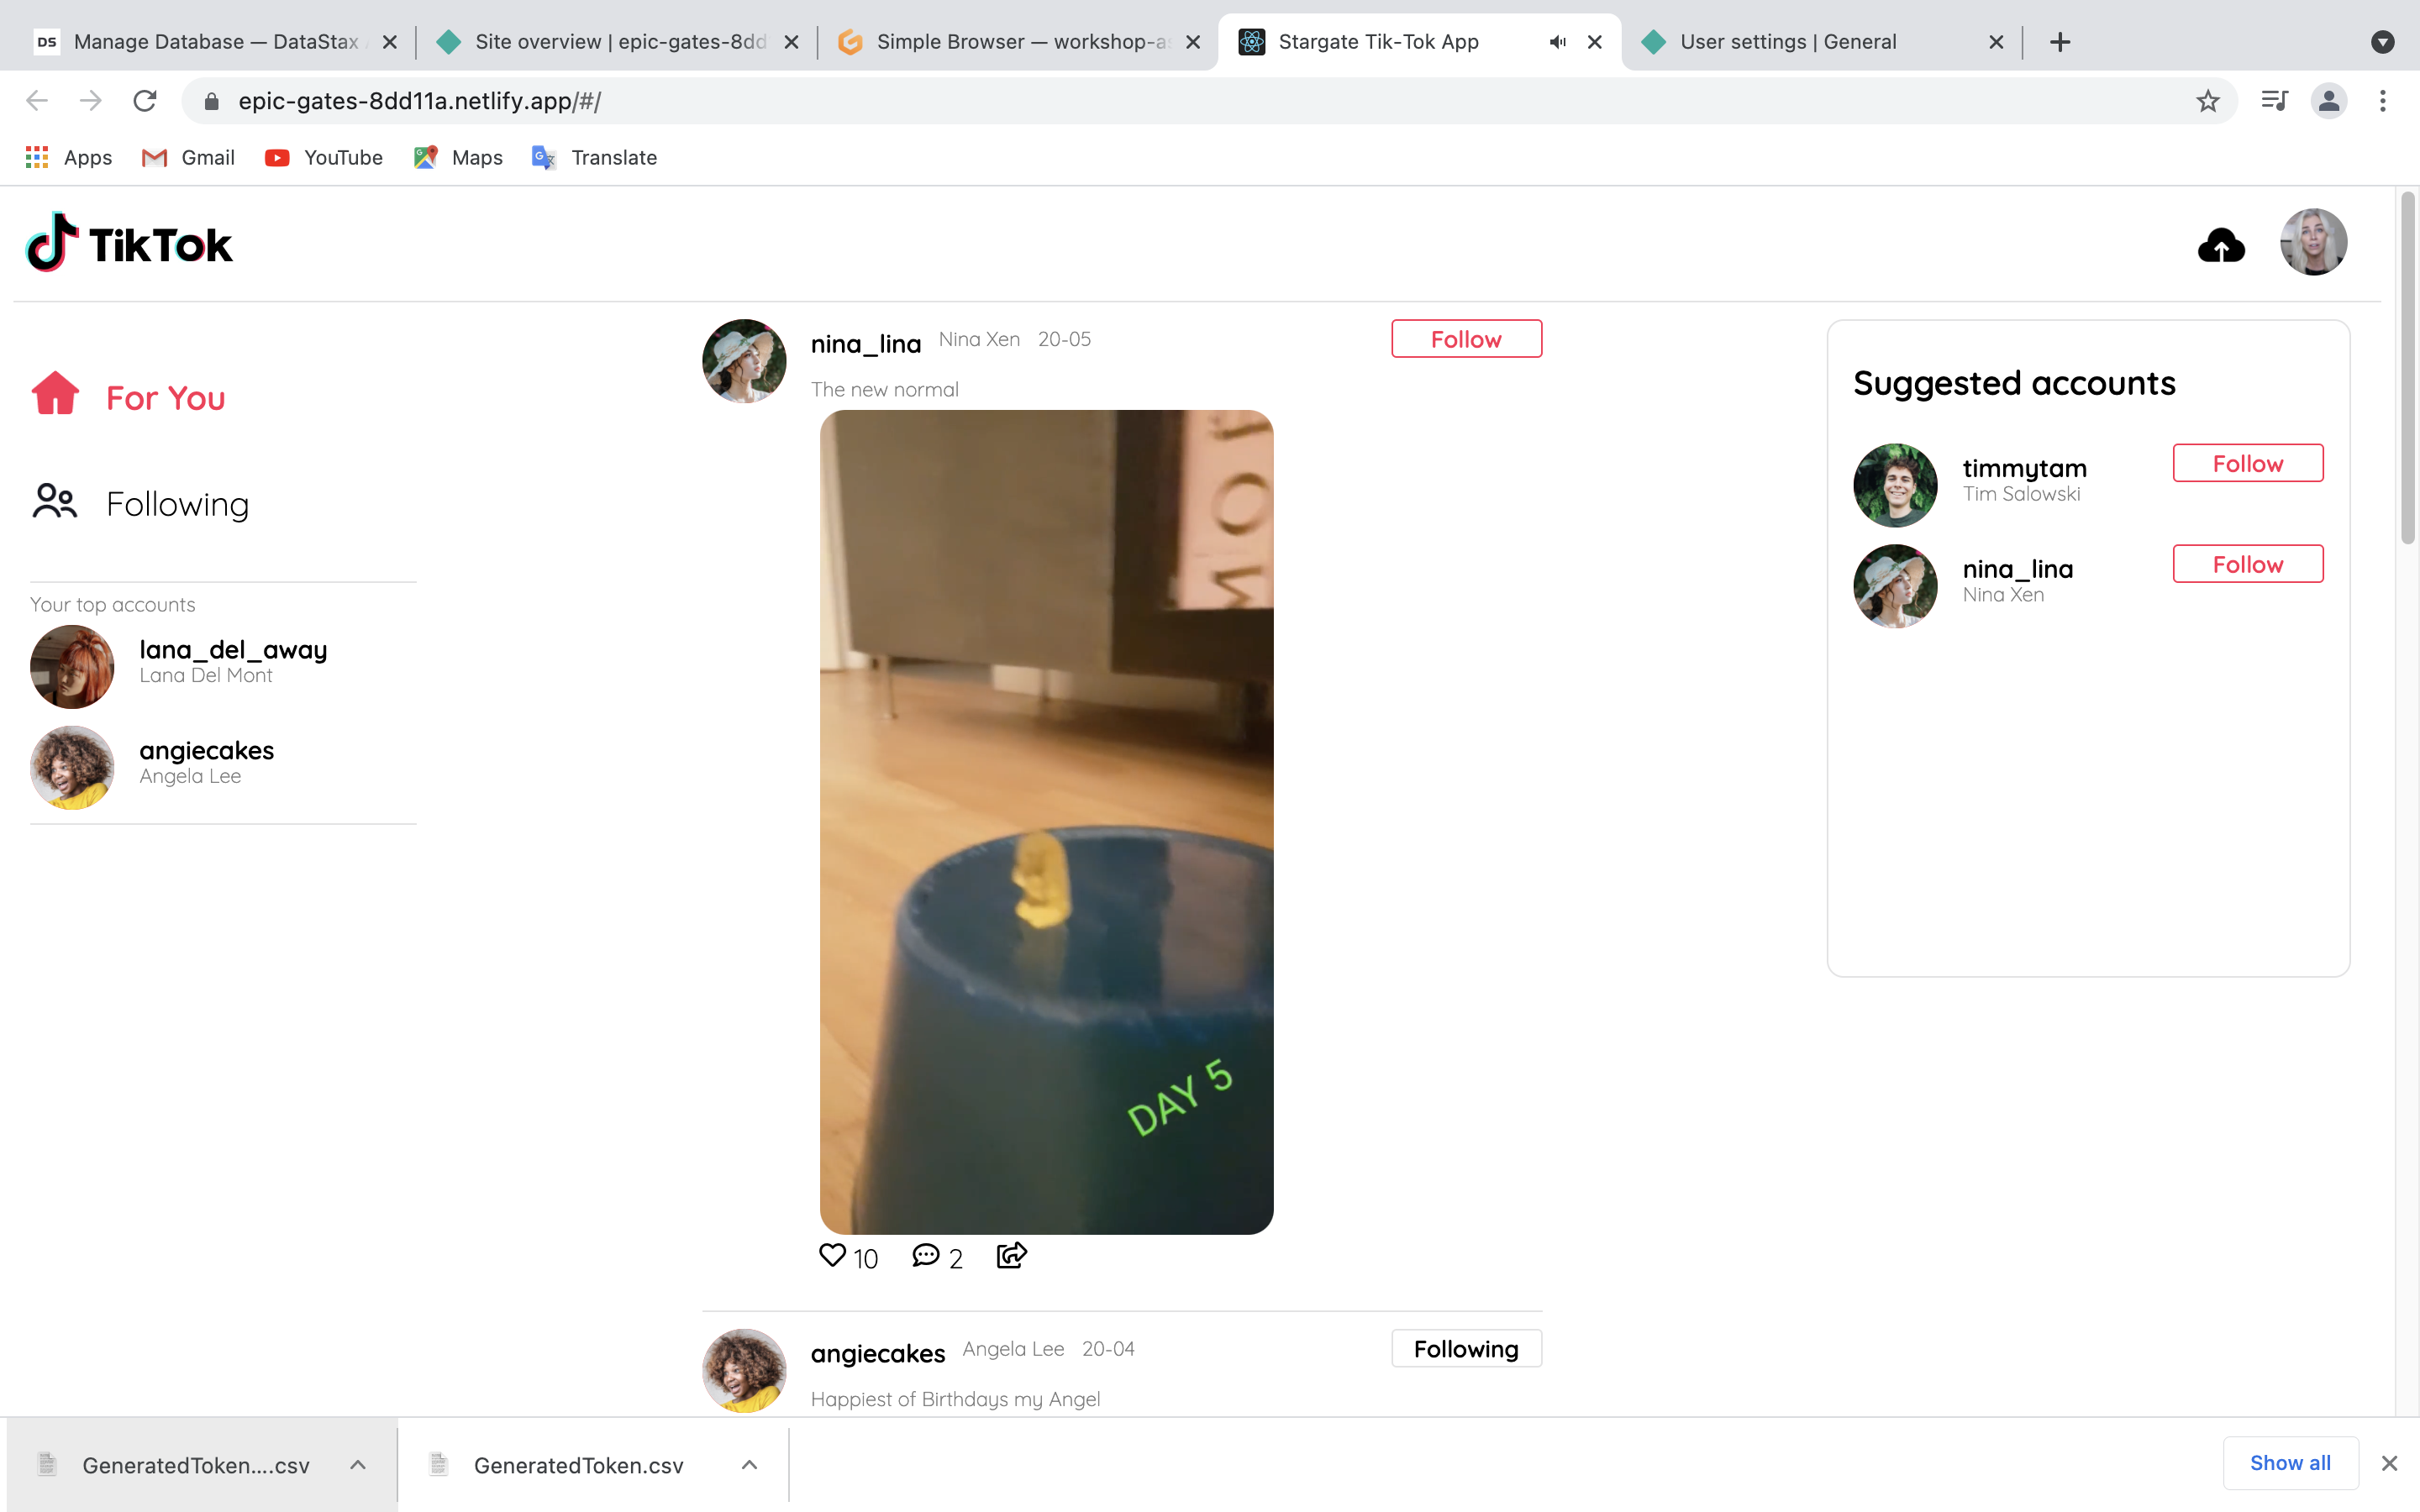 DS Manage Database — DataStax
Site overview | epic-gates-8dd
Simple Browser — workshop-as
Stargate Tik-Tok App
User settings | General
epic-gates-8dd11a.netlify.app/#/
Apps
Gmail
YouTube
Maps
Translate
TikTok
For You
Following
Your top accounts
lana_del_away
Lana Del Mont
angiecakes
Angela Lee
nina_lina Nina Xen 20-05
Follow
The new normal
DAY 5
10 2
angiecakes Angela Lee 20-04
Following
Happiest of Birthdays my Angel
Suggested accounts
timmytam
Tim Salowski
Follow
nina_lina
Nina Xen
Follow
GeneratedToken....csv
GeneratedToken.csv
Show all